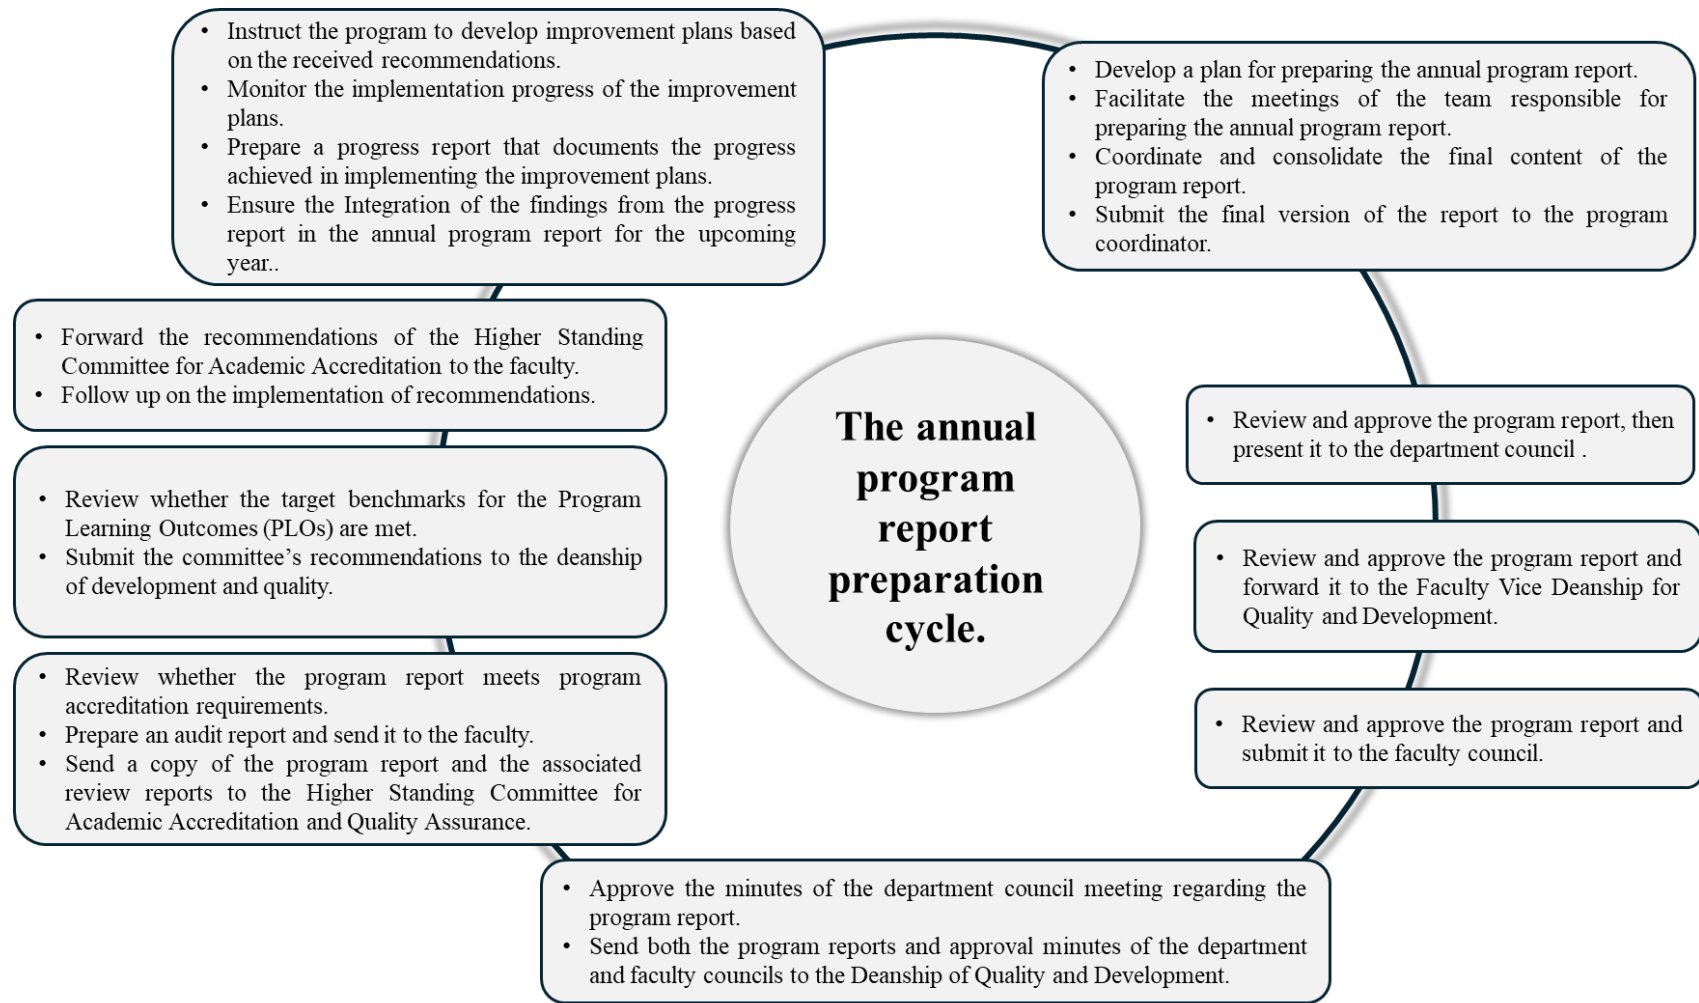 • Instruct the program to develop improvement plans based
on the received recommendations.
• Monitor the implementation progress of the improvement
plans.
• Prepare a progress report that documents the progress
achieved in implementing the improvement plans.
• Ensure the Integration of the findings from the progress
report in the annual program report for the upcoming
year..
• Develop a plan for preparing the annual program report.
• Facilitate the meetings of the team responsible for
preparing the annual program report.
• Coordinate and consolidate the final content of the
program report.
• Submit the final version of the report to the program
coordinator.
• Forward the recommendations of the Higher Standing
Committee for Academic Accreditation to the faculty.
• Follow up on the implementation of recommendations.
The annual
program
report
preparation
cycle.
• Review and approve the program report, then
present it to the department council .
• Review whether the target benchmarks for the Program
Learning Outcomes (PLOs) are met.
• Submit the committee’s recommendations to the deanship
of development and quality.
• Review and approve the program report and
forward it to the Faculty Vice Deanship for
Quality and Development.
• Review whether the program report meets program
accreditation requirements.
• Prepare an audit report and send it to the faculty.
• Send a copy of the program report and the associated
review reports to the Higher Standing Committee for
Academic Accreditation and Quality Assurance.
• Review and approve the program report and
submit it to the faculty council.
• Approve the minutes of the department council meeting regarding the
program report.
• Send both the program reports and approval minutes of the department
and faculty councils to the Deanship of Quality and Development.